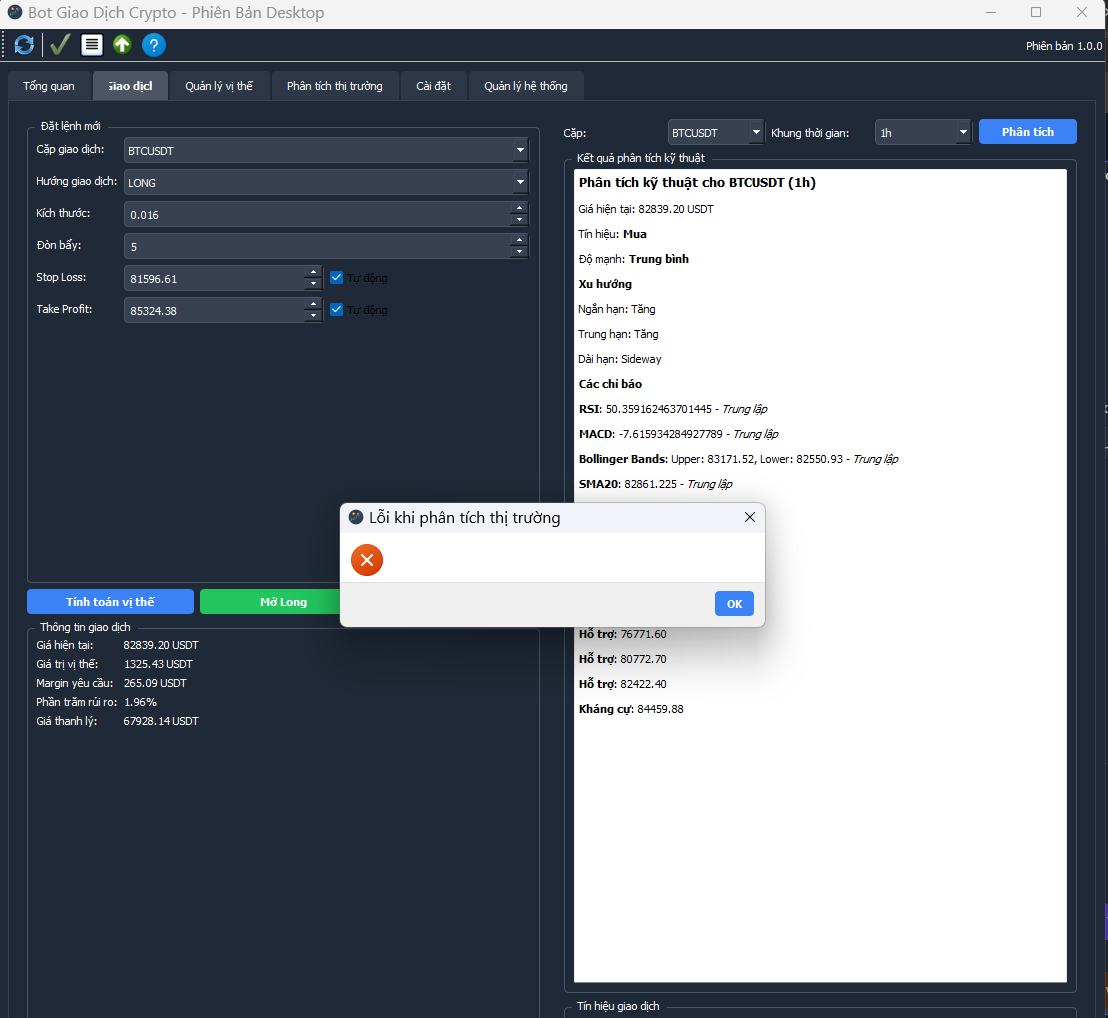 Bot Giao Dịch Crypto - Phiên Bản Desktop
Phiên bản 1.0.0
Tổng quan
Giao dịcl
Quản lý vị thế
Phân tích thị trường
Cài đặt
Quản lý hệ thống
Đặt lệnh mới
Cặp giao dịch: BTCUSDT
Hướng giao dịch: LONG
Kích thước: 0.016
Đòn bẩy: 5
Stop Loss: 81596.61 Tự động
Take Profit: 85324.38 Tự động
Tính toán vị thế
Mở Long
Thông tin giao dịch
Giá hiện tại: 82839.20 USDT
Giá trị vị thế: 1325.43 USDT
Margin yêu cầu: 265.09 USDT
Phần trăm rủi ro: 1.96%
Giá thanh lý: 67928.14 USDT
Cặp: BTCUSDT Khung thời gian: 1h Phân tích
Kết quả phân tích kỹ thuật
Phân tích kỹ thuật cho BTCUSDT (1h)
Giá hiện tại: 82839.20 USDT
Tín hiệu: Mua
Độ mạnh: Trung bình
Xu hướng
Ngắn hạn: Tăng
Trung hạn: Tăng
Dài hạn: Sideway
Các chỉ báo
RSI: 50.359162463701445 - Trung lập
MACD: -7.615934284927789 - Trung lập
Bollinger Bands: Upper: 83171.52, Lower: 82550.93 - Trung lập
SMA20: 82861.225 - Trung lập
Lỗi khi phân tích thị trường
OK
Hỗ trợ: 76771.60
Hỗ trợ: 80772.70
Hỗ trợ: 82422.40
Kháng cự: 84459.88
Tín hiệu giao dịch